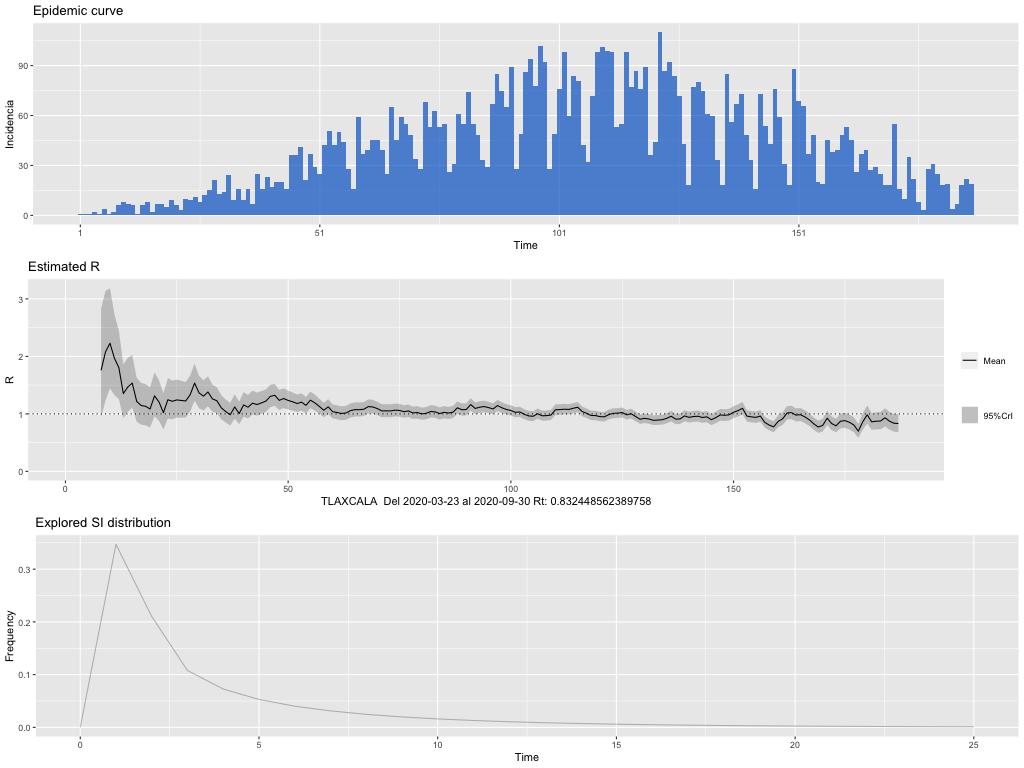 Epidemic curve
Incidencia
90
60
30
0
1 51 101 151
Time
Estimated R
R
3
2
1
0
0 50 100 150
TLAXCALA Del 2020-03-23 al 2020-09-30 Rt: 0.832448562389758
Mean
95%CrI
Explored SI distribution
Frequency
0.3
0.2
0.1
0.0
0 5 10 15 20 25
Time